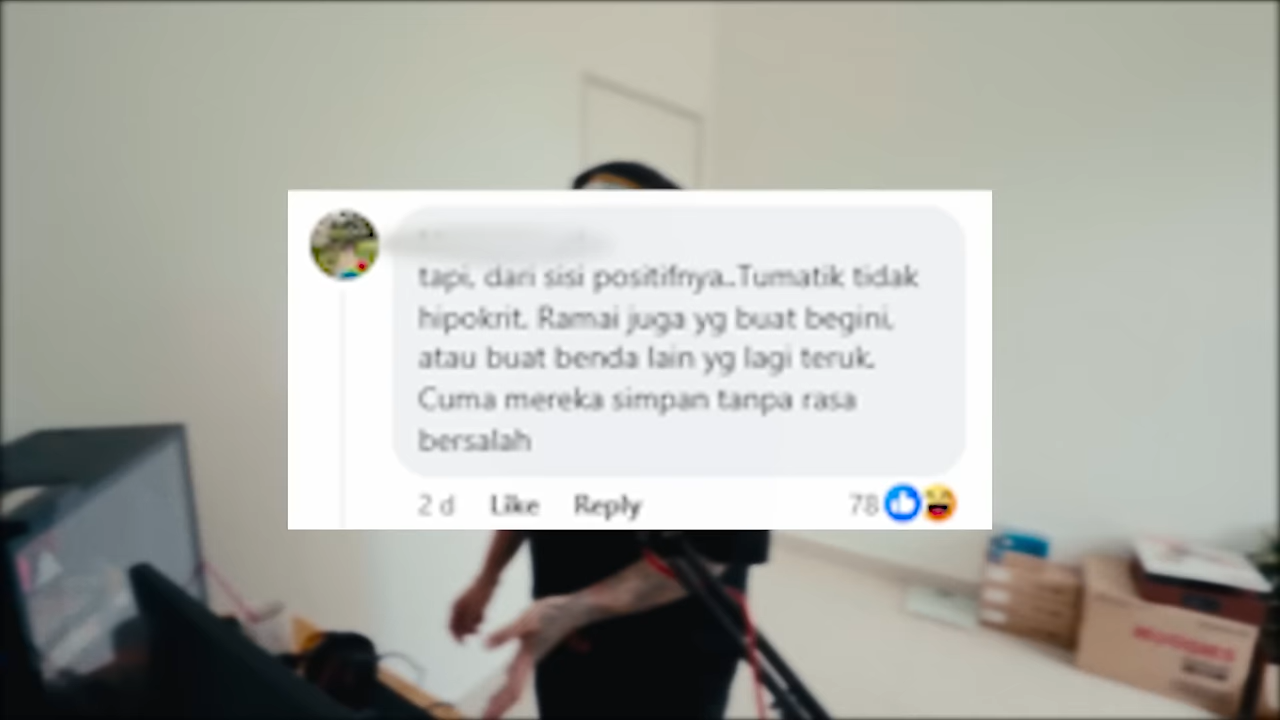 tapi, dari sisi positifnya..Tumatik tidak
hipokrit. Ramai juga yg buat begini,
atau buat benda lain yg lagi teruk.
Cuma mereka simpan tanpa rasa
bersalah
2 d Like Reply 78